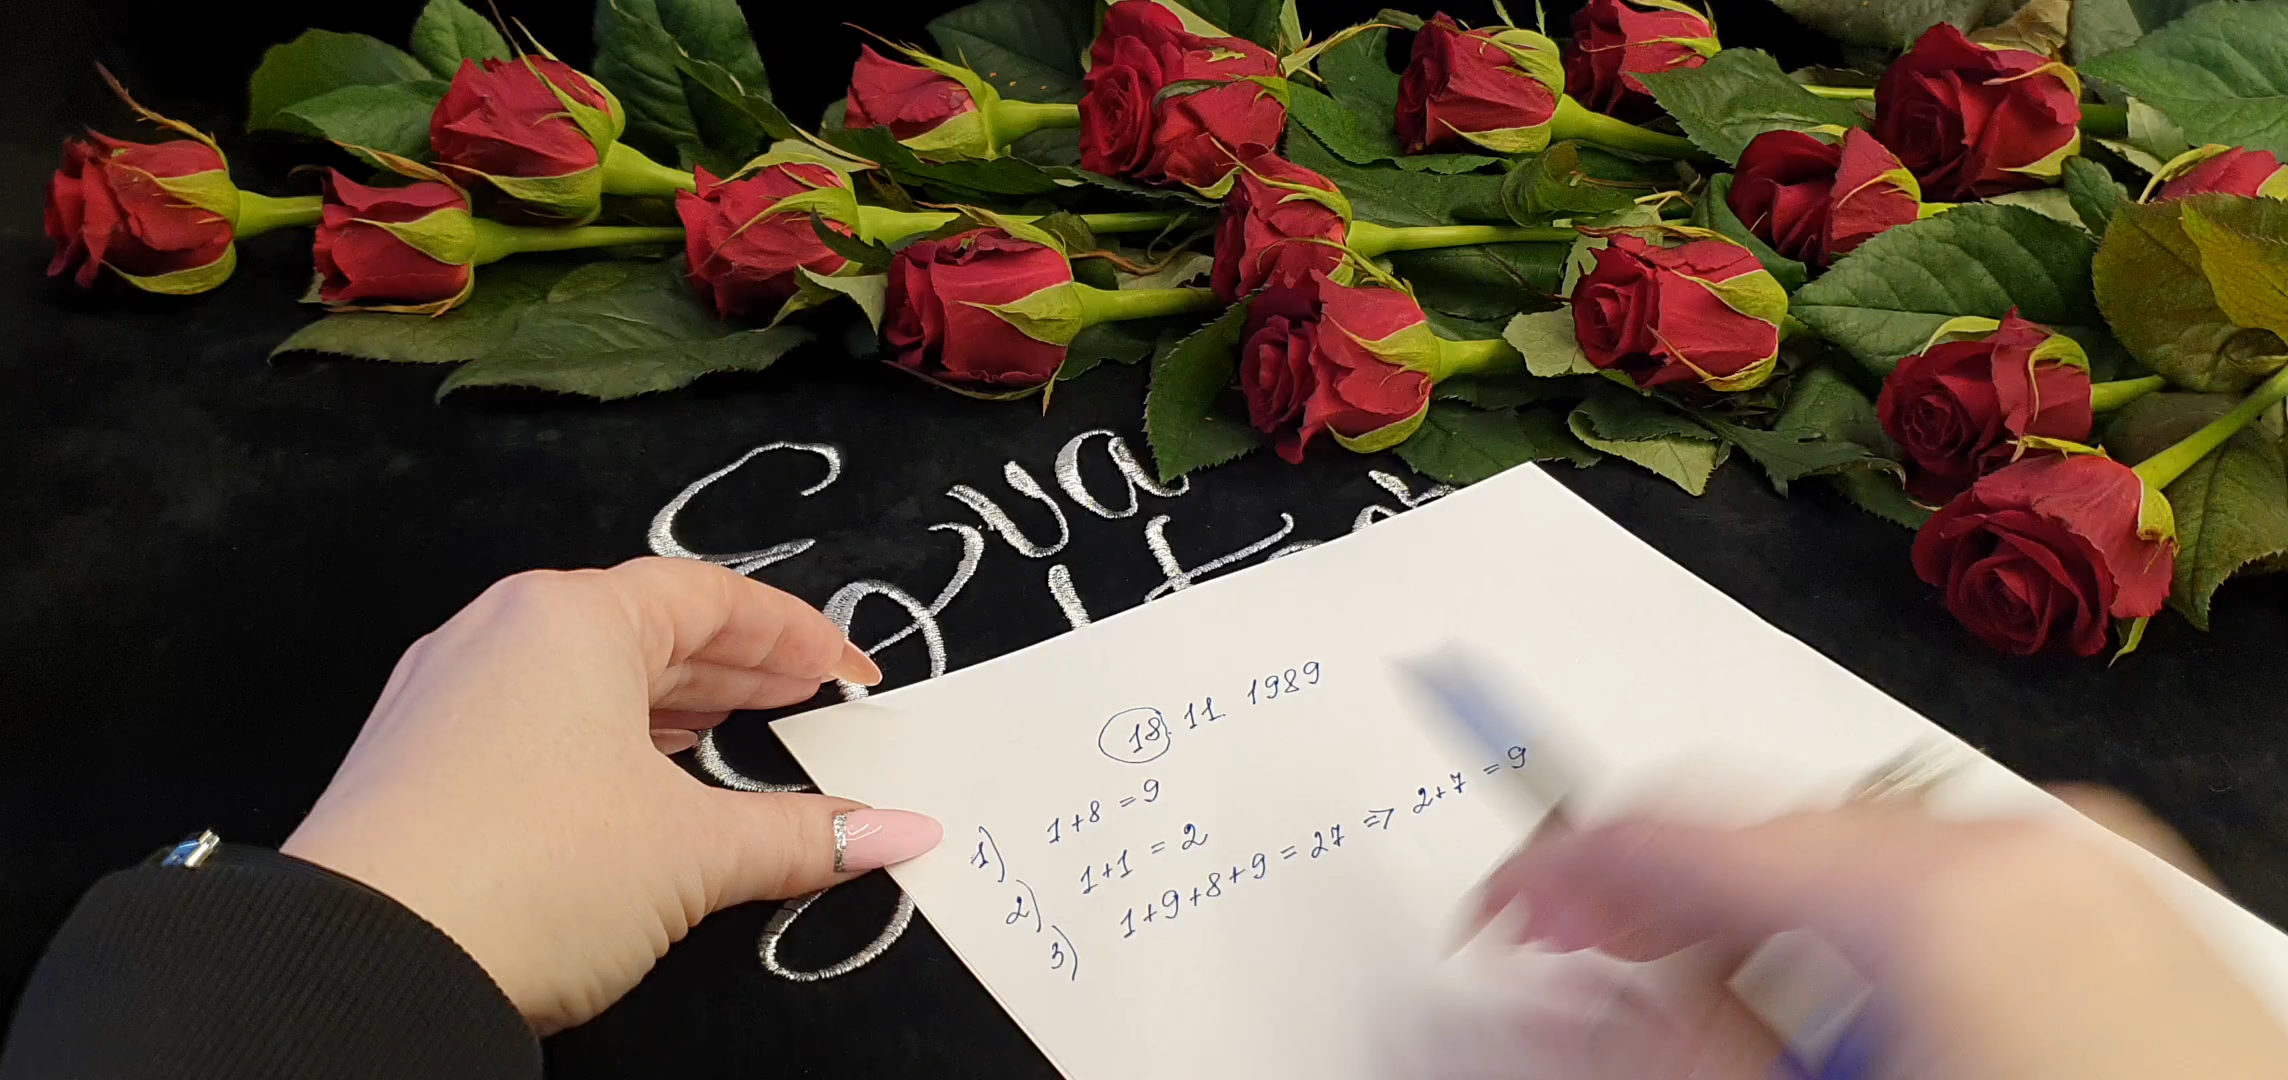 Eva
18. 11. 1989
1) 1+8 = 9
2) 1+1 = 2
3) 1+9+8+9 = 27 => 2+7 = 9